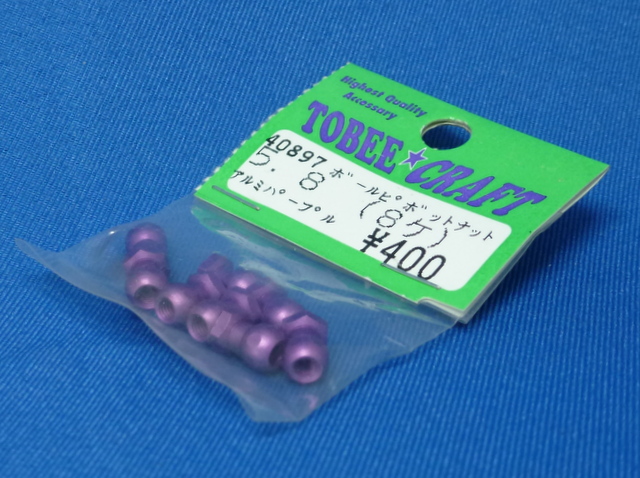 Highest Quality
Accessory
TOBEE★CRAFT
40897 ボールピボットナット
5.8 (8ケ)
アルミパープル
¥400